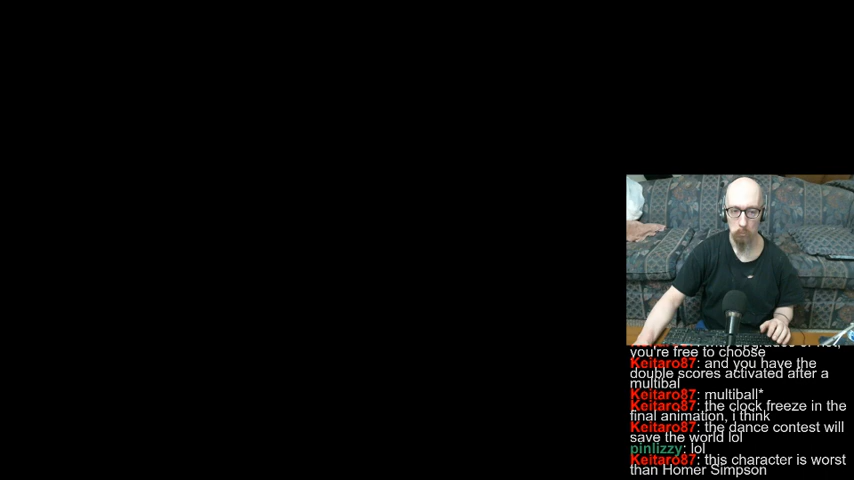 you're free to choose
Keitaro87: and you have the
double scores activated after a
multibal
Keitaro87: multiball*
Keitaro87: the clock freeze in the
final animation, i think
Keitaro87: the dance contest will
save the world lol
pinlizzy: lol
Keitaro87: this character is worst
than Homer Simpson